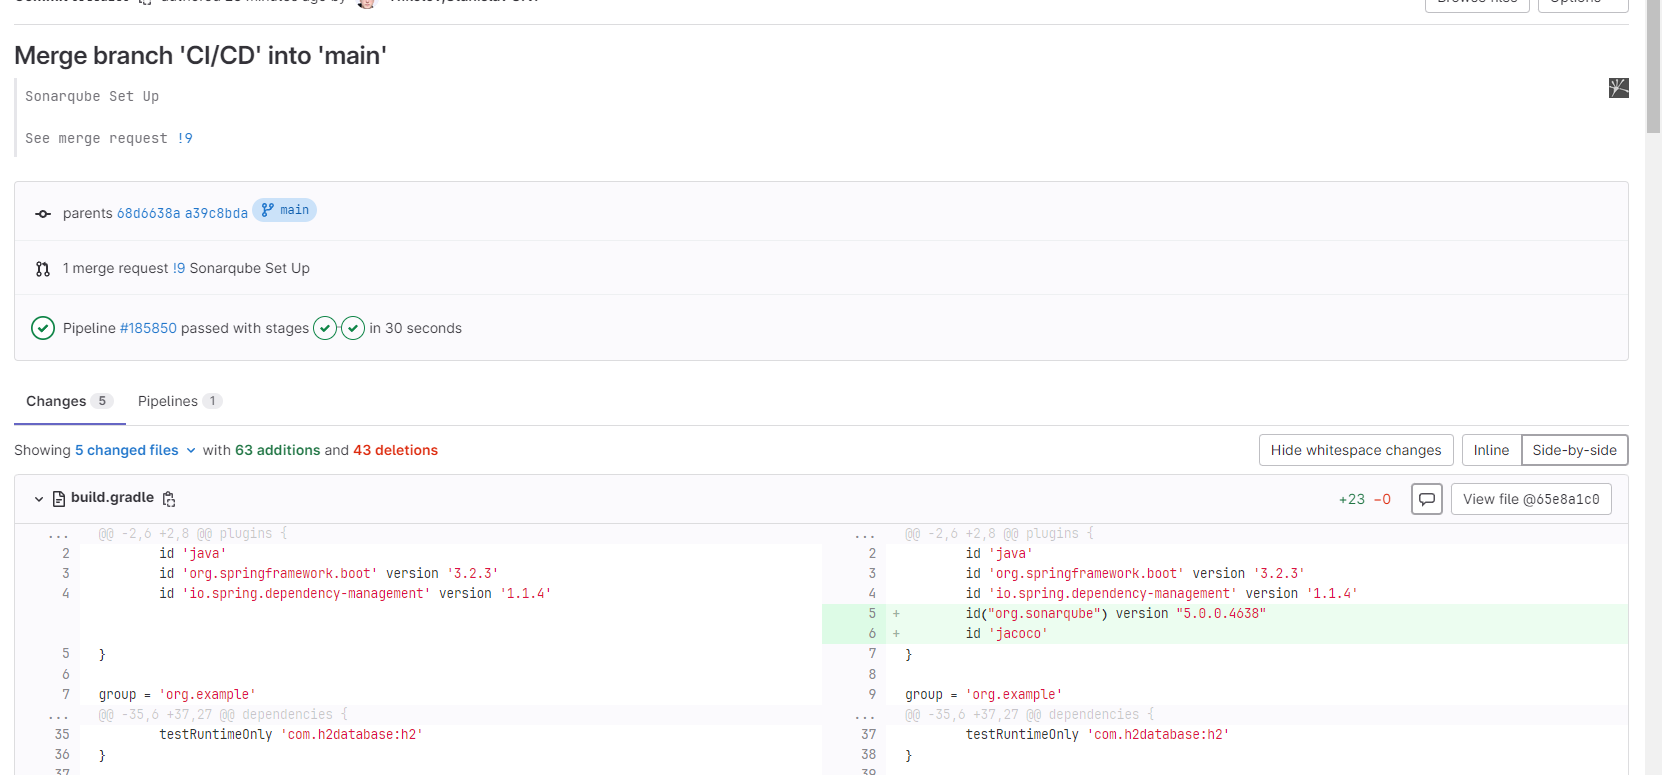 Merge branch 'CI/CD' into 'main'
Sonarqube Set Up
See merge request !9
parents 68d6638a a39c8bda main
1 merge request !9 Sonarqube Set Up
Pipeline #185850 passed with stages in 30 seconds
Changes 5 Pipelines 1
Showing 5 changed files with 63 additions and 43 deletions
Hide whitespace changes Inline Side-by-side
build.gradle +23 −0 View file @65e8a1c0
... @@ -2,6 +2,8 @@ plugins {
2 id 'java'
3 id 'org.springframework.boot' version '3.2.3'
4 id 'io.spring.dependency-management' version '1.1.4'
5 }
6
7 group = 'org.example'
... @@ -35,6 +37,27 @@ dependencies {
35 testRuntimeOnly 'com.h2database:h2'
36 }
37
... @@ -2,6 +2,8 @@ plugins {
2 id 'java'
3 id 'org.springframework.boot' version '3.2.3'
4 id 'io.spring.dependency-management' version '1.1.4'
5 + id("org.sonarqube") version "5.0.0.4638"
6 + id 'jacoco'
7 }
8
9 group = 'org.example'
... @@ -35,6 +37,27 @@ dependencies {
37 testRuntimeOnly 'com.h2database:h2'
38 }
39